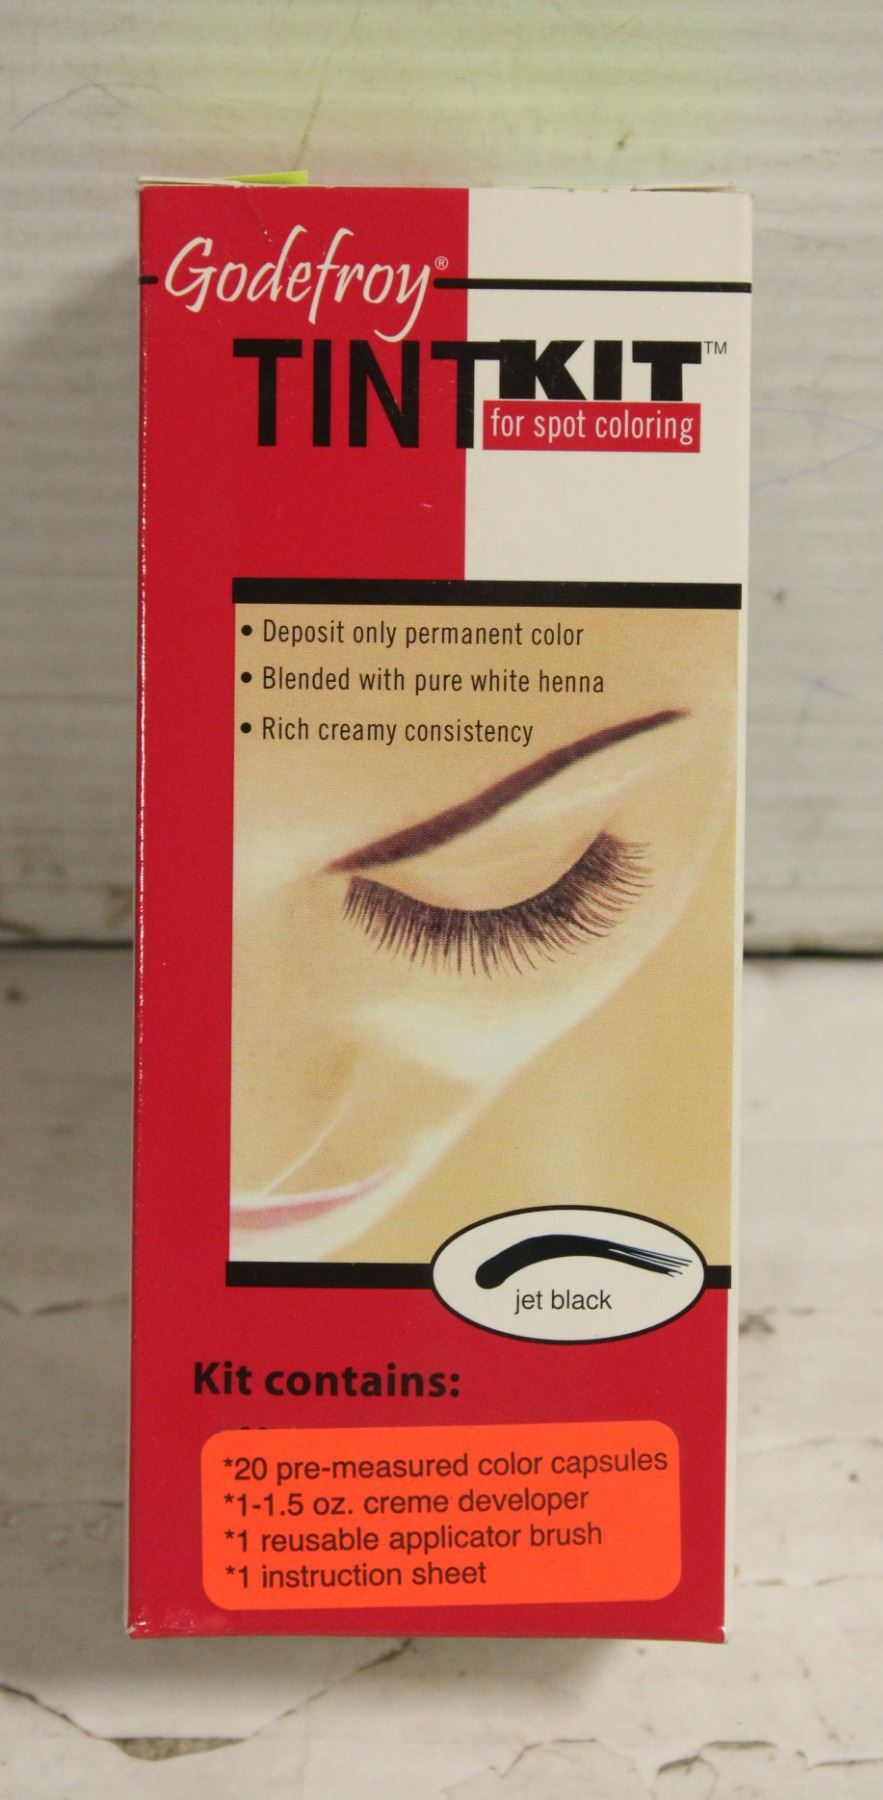 Godefroy®
TINT KIT™
for spot coloring
• Deposit only permanent color
• Blended with pure white henna
• Rich creamy consistency
jet black
Kit contains:
*20 pre-measured color capsules
*1-1.5 oz. creme developer
*1 reusable applicator brush
*1 instruction sheet